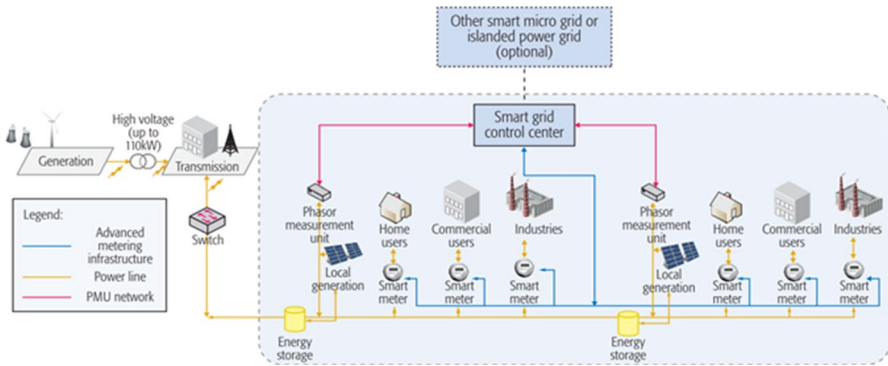 Other smart micro grid or
islanded power grid
(optional)
High voltage
(up to
110kW)
Generation
Transmission
Smart grid
control center
Legend:
Advanced
metering
infrastructure
Power line
PMU network
Switch
Phasor
measurement
unit
Home
users
Commercial
users
Industries
Local
generation
Smart
meter
Smart
meter
Smart
meter
Energy
storage
Phasor
measurement
unit
Home
users
Commercial
users
Industries
Local
generation
Smart
meter
Smart
meter
Smart
meter
Energy
storage